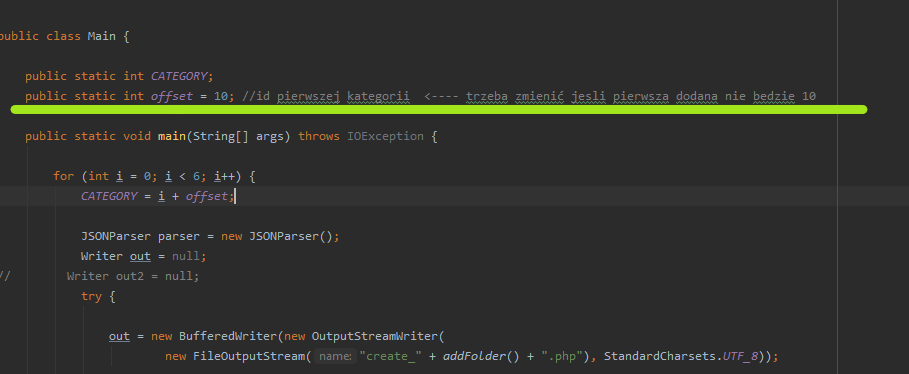 public class Main {
public static int CATEGORY;
public static int offset = 10; //id pierwszej kategorii  <---- trzeba zmienić jesli pierwsza dodana nie bedzie 10
public static void main(String[] args) throws IOException {
for (int i = 0; i < 6; i++) {
CATEGORY = i + offset;
JSONParser parser = new JSONParser();
Writer out = null;
//        Writer out2 = null;
try {
out = new BufferedWriter(new OutputStreamWriter(
new FileOutputStream( name: "create_" + addFolder() + ".php"), StandardCharsets.UTF_8));